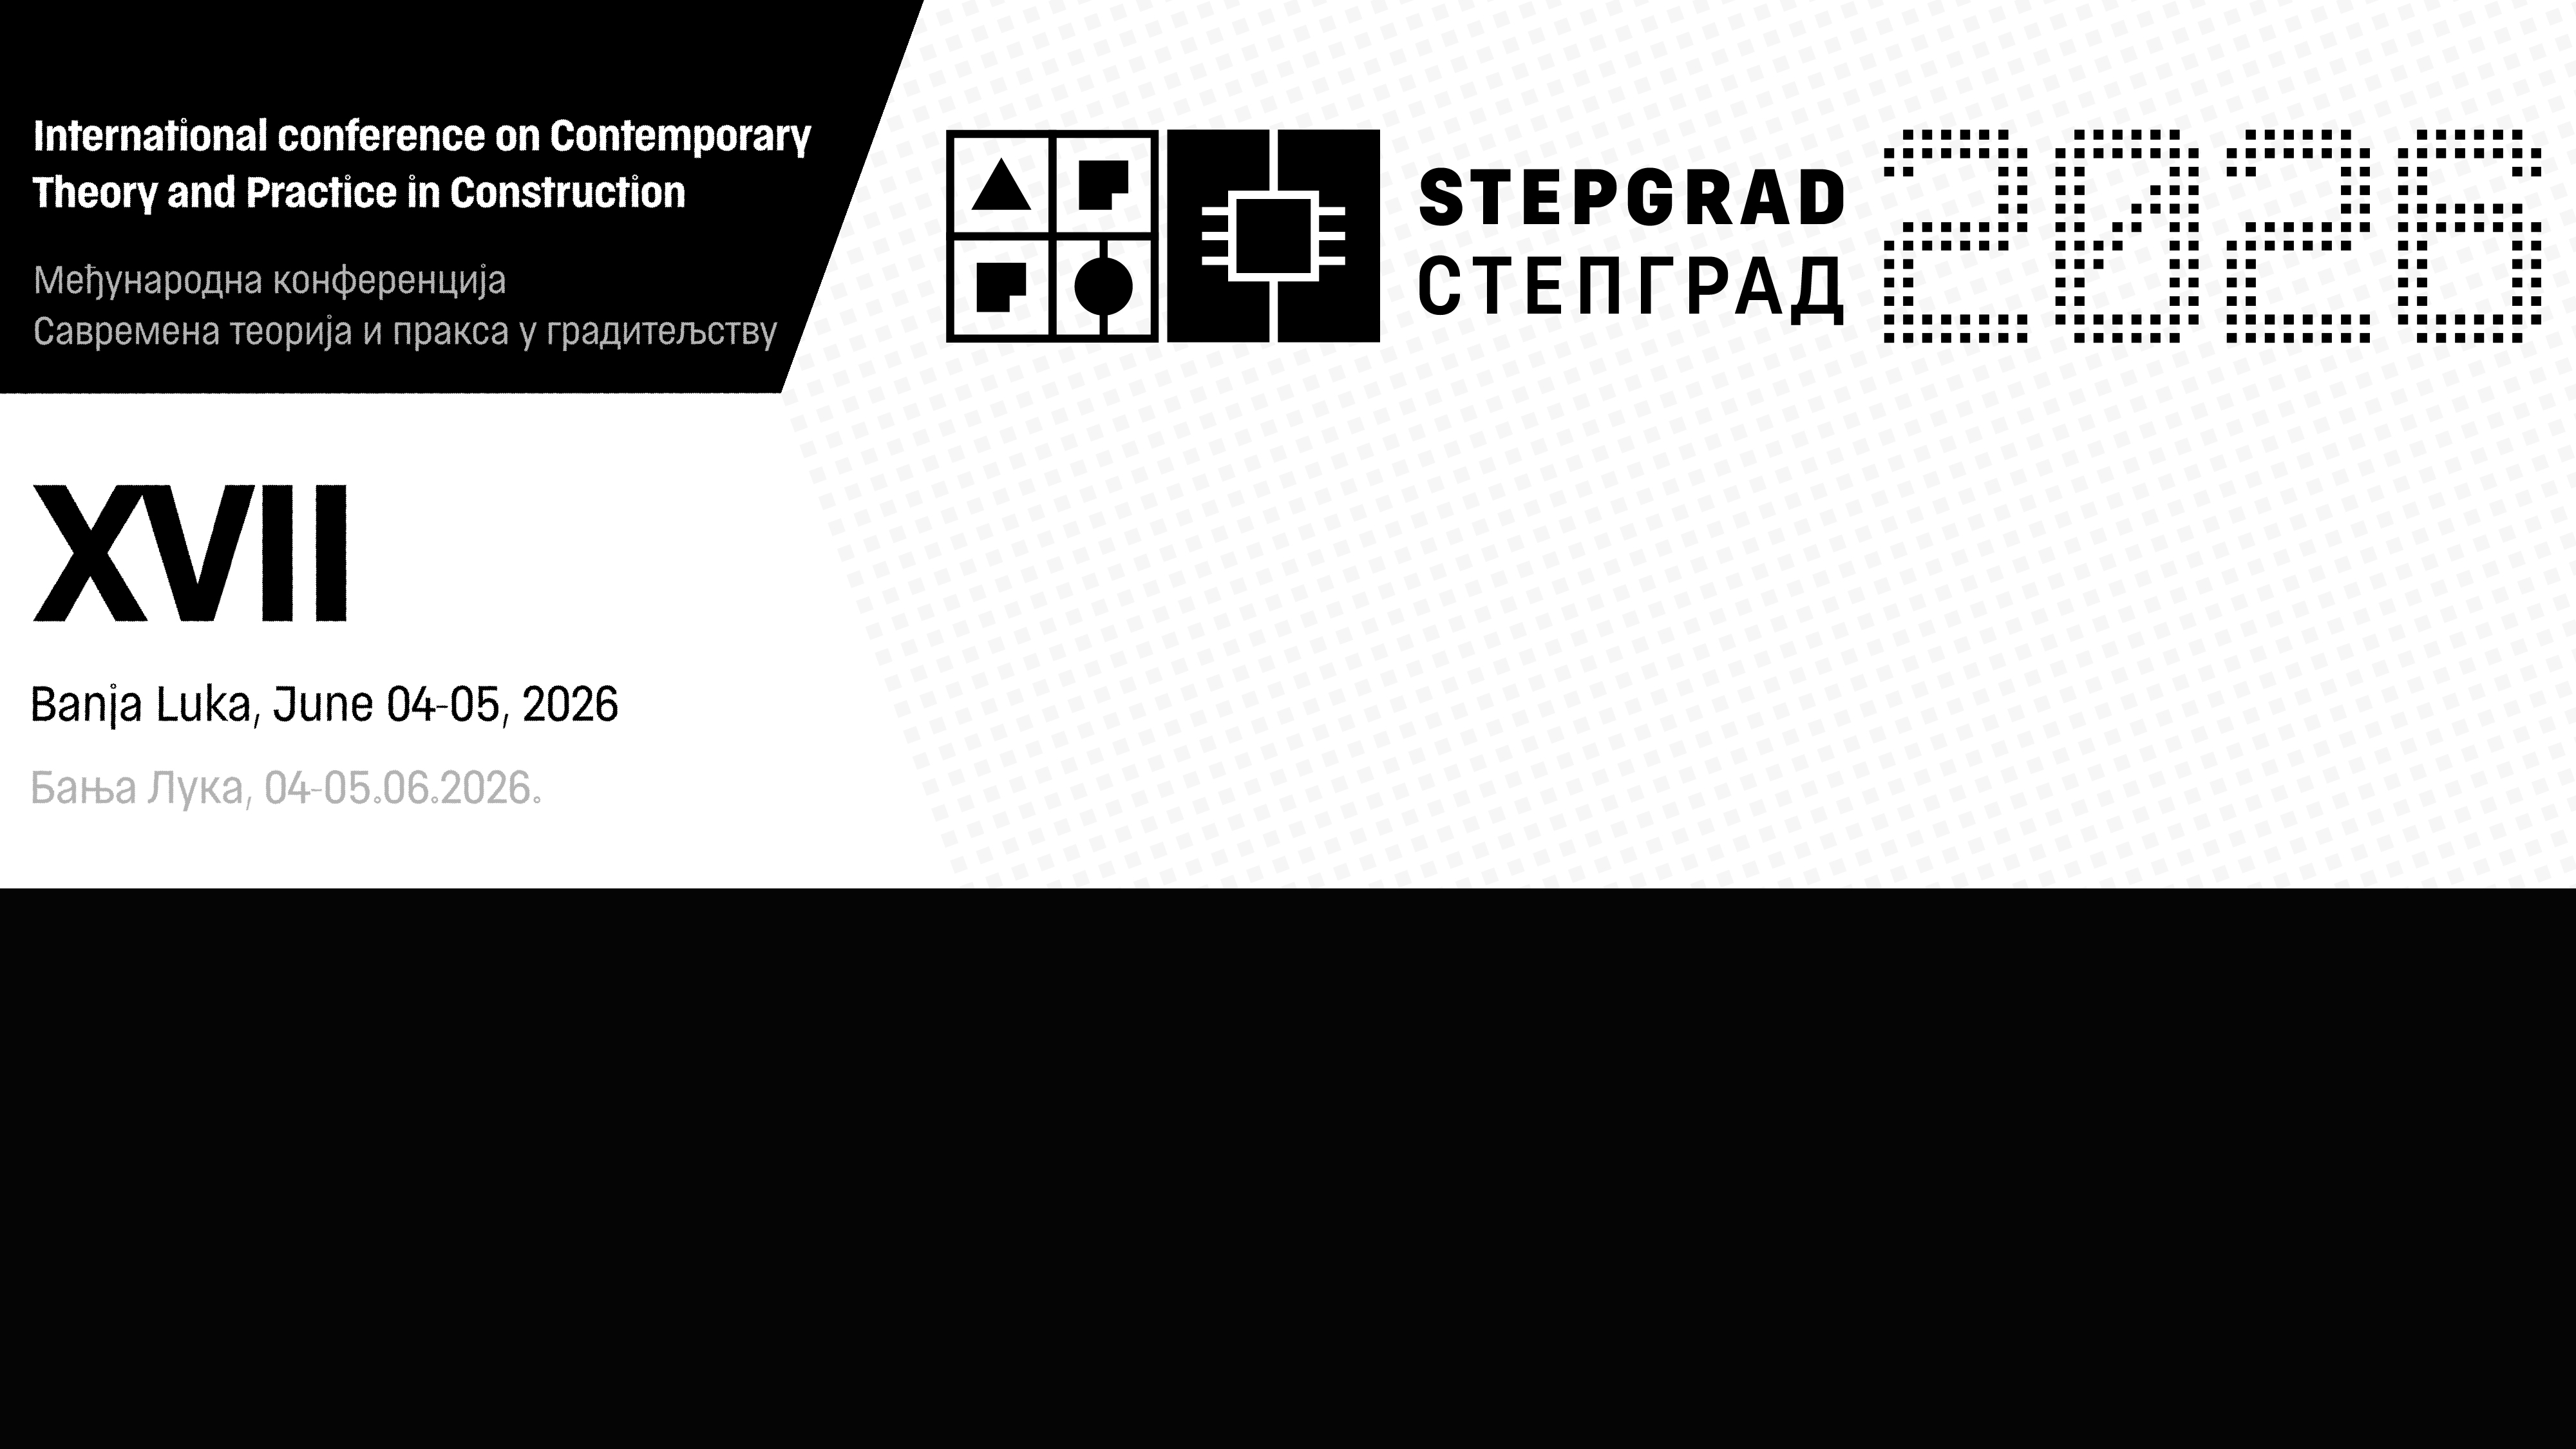 International conference on Contemporary
Theory and Practice in Construction
Међународна конференција
Савремена теорија и пракса у градитељству
STEPGRAD
СТЕПГРАД
2026
XVII
Banja Luka, June 04-05, 2026
Бања Лука, 04-05.06.2026.